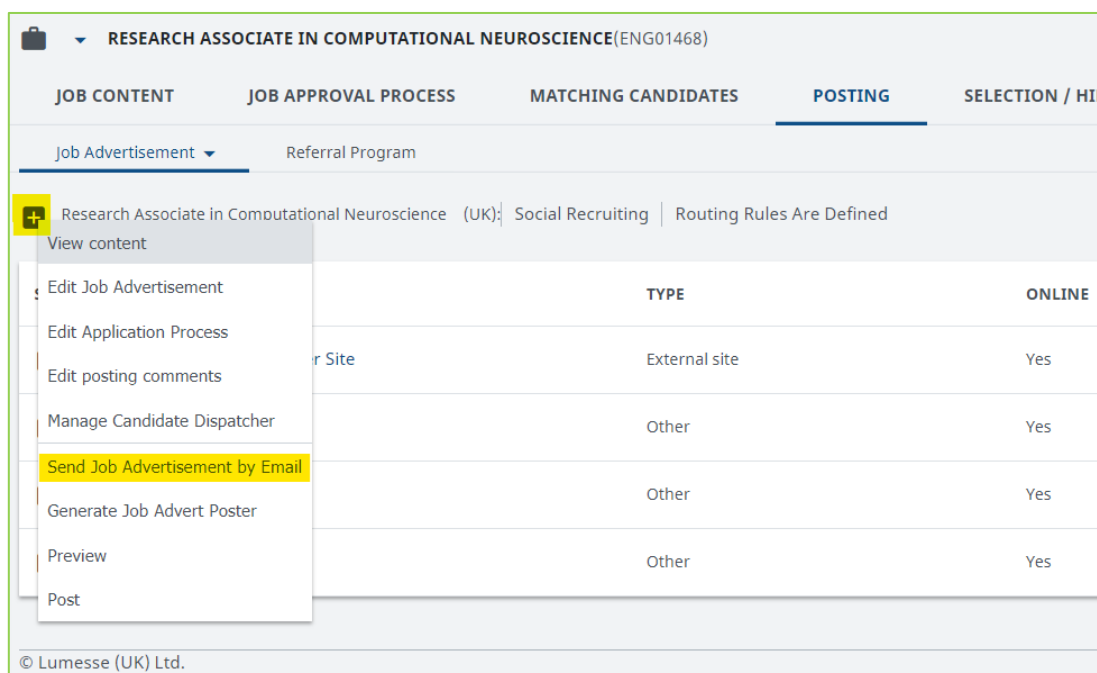 RESEARCH ASSOCIATE IN COMPUTATIONAL NEUROSCIENCE(ENG01468)
JOB CONTENT JOB APPROVAL PROCESS MATCHING CANDIDATES POSTING SELECTION /
Job Advertisement Referral Program
Research Associate in Computational Neuroscience (UK): Social Recruiting Routing Rules Are Defined
View content
Edit Job Advertisement
TYPE ONLINE
Edit Application Process
Site External site Yes
Edit posting comments
Manage Candidate Dispatcher
Other Yes
Send Job Advertisement by Email
Other Yes
Generate Job Advert Poster
Preview
Other Yes
Post
© Lumesse (UK) Ltd.